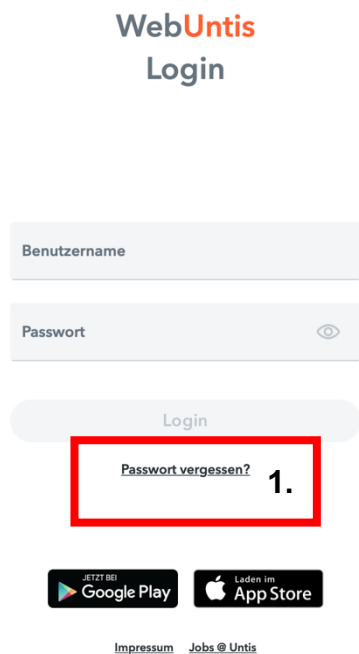 WebUntis
Login
Benutzername
Passwort
Login
Passwort vergessen?
1.
JETZT BEI
Google Play
Laden im
App Store
Impressum Jobs @ Untis